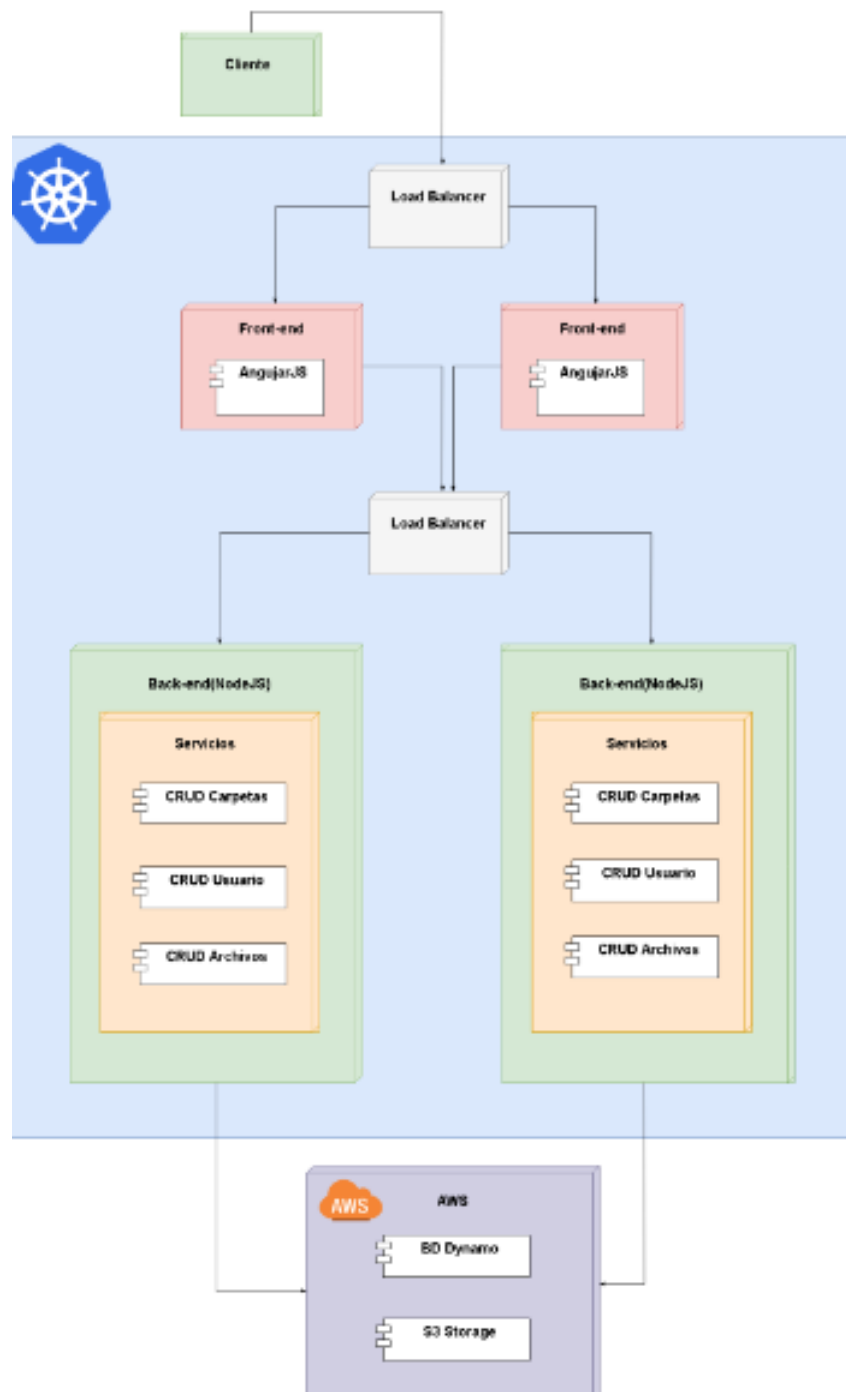 Cliente
Load Balancer
Front-end
AngujarJS
Front-end
AngujarJS
Load Balancer
Back-end(NodeJS)
Servicios
CRUD Carpetas
CRUD Usuario
CRUD Archivos
Back-end(NodeJS)
Servicios
CRUD Carpetas
CRUD Usuario
CRUD Archivos
AWS
AWS
BD Dynamo
S3 Storage